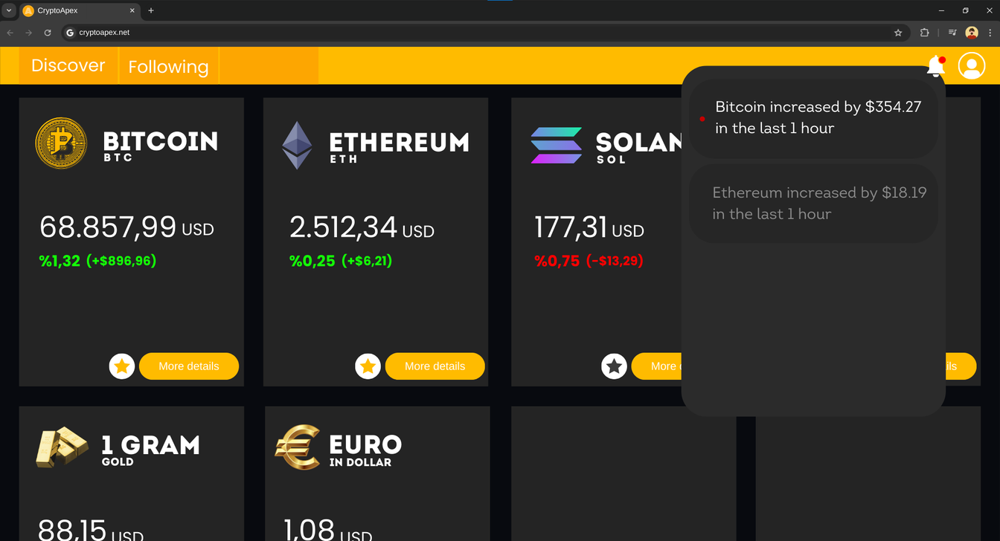 CryptoApex
cryptoapex.net
Discover
Following
Bitcoin increased by $354.27
in the last 1 hour
Ethereum increased by $18.19
in the last 1 hour
BITCOIN
BTC
68.857,99 USD
%1,32 (+$896,96)
More details
ETHEREUM
ETH
2.512,34 USD
%0,25 (+$6,21)
More details
SOLAN
SOL
177,31 USD
%0,75 (-$13,29)
More
ils
1 GRAM
GOLD
88,15 USD
EURO
IN DOLLAR
1,08 USD